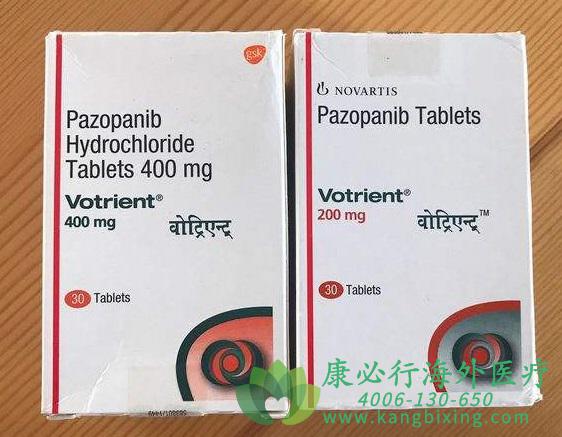 gsk
Pazopanib
Hydrochloride
Tablets 400 mg
Votrient®
400 mg
वोट्रिएन्ट्
30 Tablets
NOVARTIS
Pazopanib Tablets
Votrient®
200 mg
वोट्रिएन्ट्™
30 Tablets
康必行海外医疗
4006-130-650
www.kangbixing.com